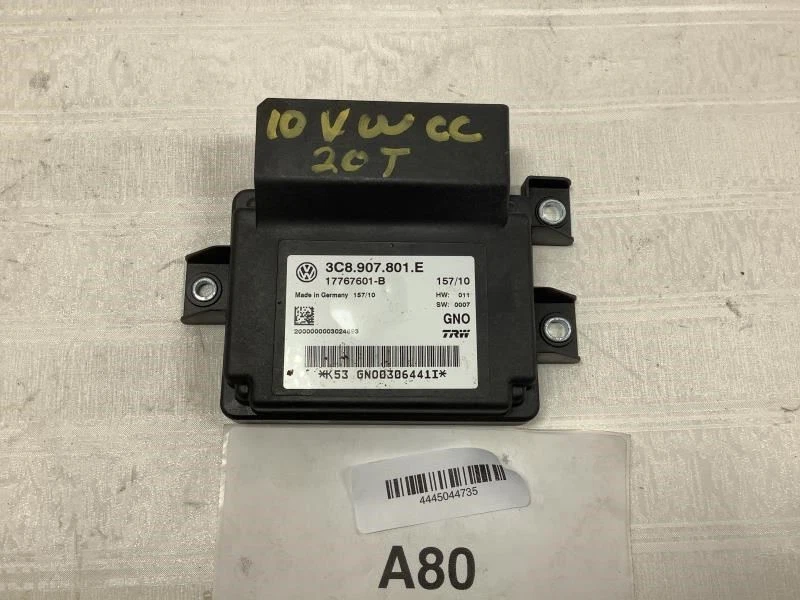 10 VW CC
20T
3C8.907.801.E
17767601-B 157/10
Made in Germany 157/10 HW: 011
SW: 0007
GNO
TRW
*K53 GNO0306441I*
4445044735
A80